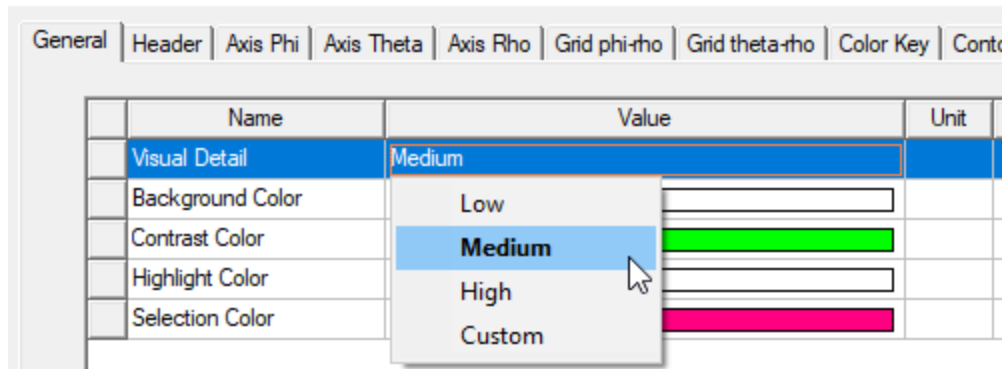 General Header Axis Phi Axis Theta Axis Rho Grid phi-rho Grid theta-rho Color Key
Name Value Unit
Visual Detail Medium
Background Color
Low
Contrast Color
Medium
Highlight Color
High
Selection Color
Custom